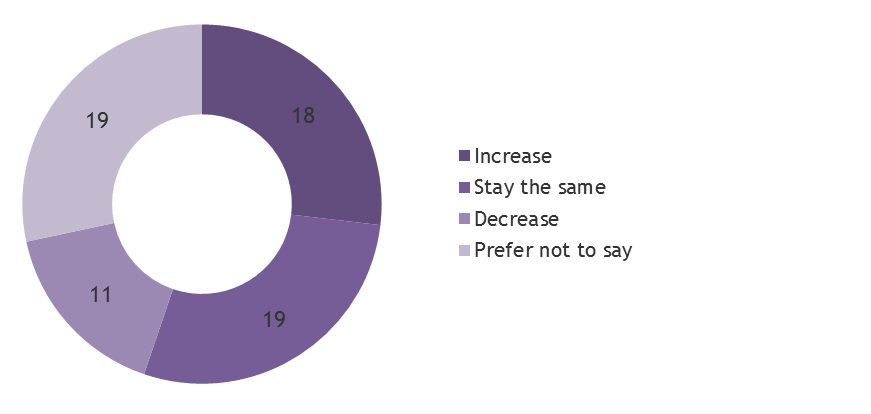 18
19
11
19
Increase
Stay the same
Decrease
Prefer not to say